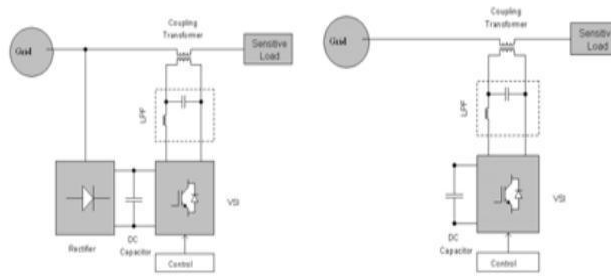 Coupling
Transformer
Grid
Sensitive
Load
LPF
VSI
Rectifier
DC
Capacitor
Control
Coupling
Transformer
Grid
Sensitive
Load
LPF
VSI
DC
Capacitor
Control